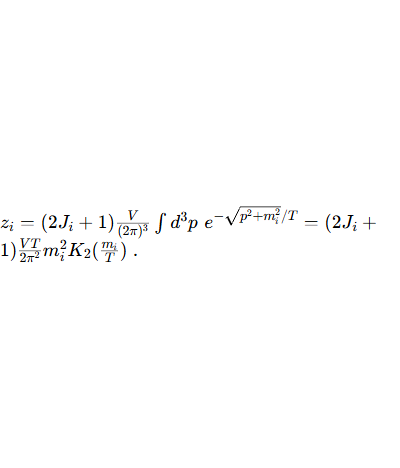 $z_i = (2J_i + 1) \frac{V}{(2\pi)^3} \int d^3p \ e^{-\sqrt{p^2+m_i^2}/T} = (2J_i +$
$1) \frac{VT}{2\pi^2} m_i^2 K_2(\frac{m_i}{T}) \ .$